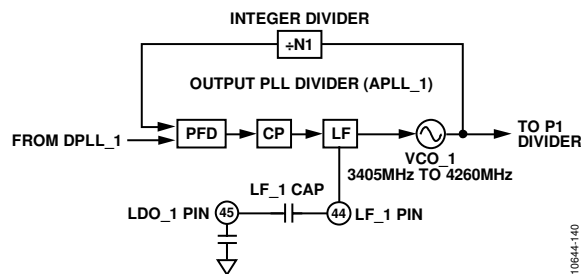 INTEGER DIVIDER
÷N1
OUTPUT PLL DIVIDER (APLL_1)
FROM DPLL_1
PFD
CP
LF
TO P1
DIVIDER
VCO_1
3405MHz TO 4260MHz
LF_1 CAP
LDO_1 PIN
45
44
LF_1 PIN
10644-140